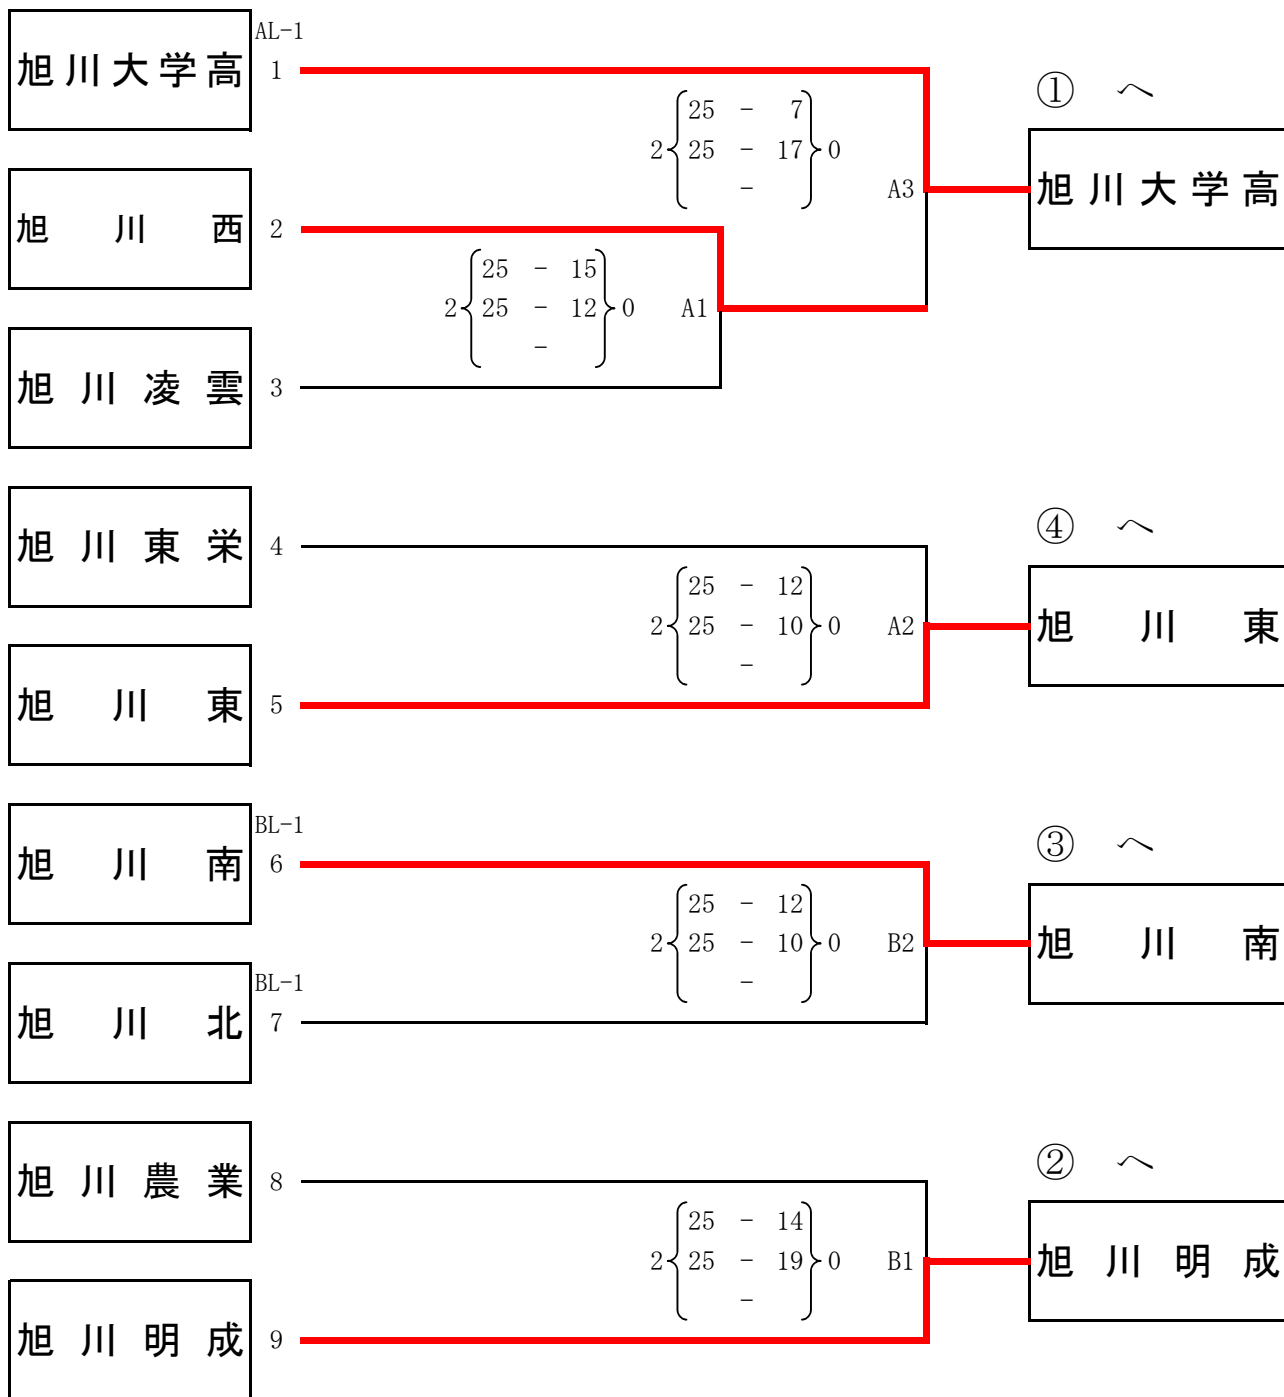 AL-1
旭川大学高 1
① へ
25 - 7
2 25 - 17 0
-
A3
旭川大学高
旭川西 2
25 - 15
2 25 - 12 0 A1
-
旭川凌雲 3
④ へ
旭川東栄 4
25 - 12
2 25 - 10 0 A2
-
旭川東
旭川東 5
BL-1
旭川南 6
③ へ
25 - 12
2 25 - 10 0 B2
-
旭川南
BL-1
旭川北 7
② へ
旭川農業 8
25 - 14
2 25 - 19 0 B1
-
旭川明成
旭川明成 9